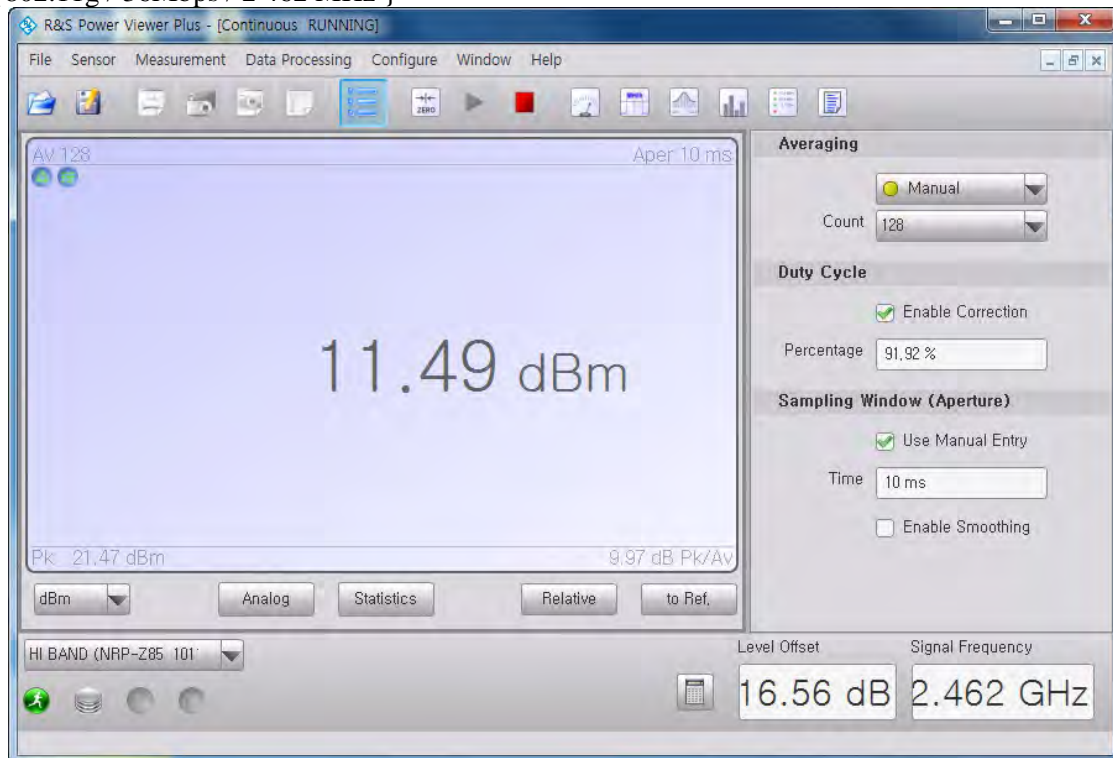 R&S Power Viewer Plus - [Continuous RUNNING]
File Sensor Measurement Data Processing Configure Window Help
ZERO
AV 128 Aper 10 ms
11.49 dBm
Pk 21.47 dBm 9.97 dB Pk/Av
dBm Analog Statistics Relative to Ref.
Averaging
Manual
Count 128
Duty Cycle
Enable Correction
Percentage 91,92 %
Sampling Window (Aperture)
Use Manual Entry
Time 10 ms
Enable Smoothing
HI BAND (NRP-Z85 101
Level Offset Signal Frequency
16.56 dB 2.462 GHz